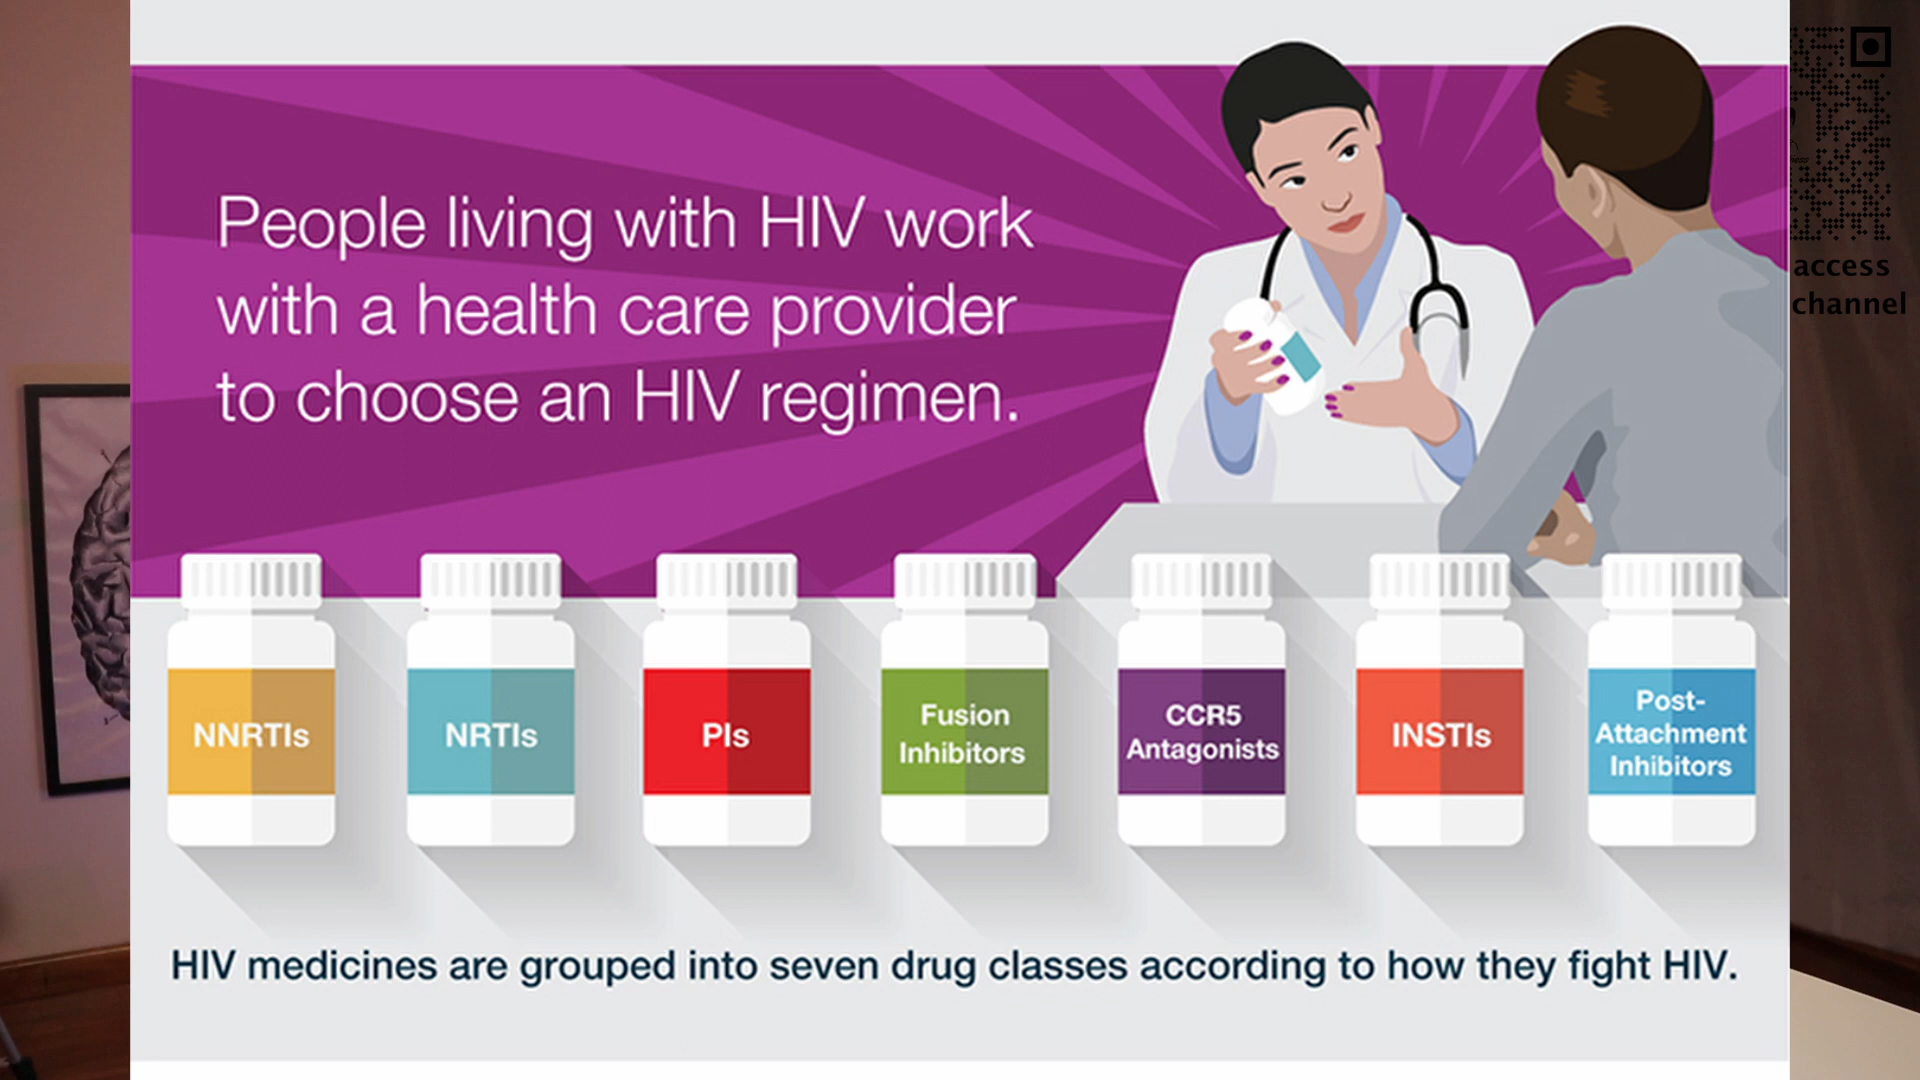 People living with HIV work
with a health care provider
to choose an HIV regimen.
access
channel
NNRTIs
NRTIs
PIs
Fusion
Inhibitors
CCR5
Antagonists
INSTIs
Post-
Attachment
Inhibitors
HIV medicines are grouped into seven drug classes according to how they fight HIV.